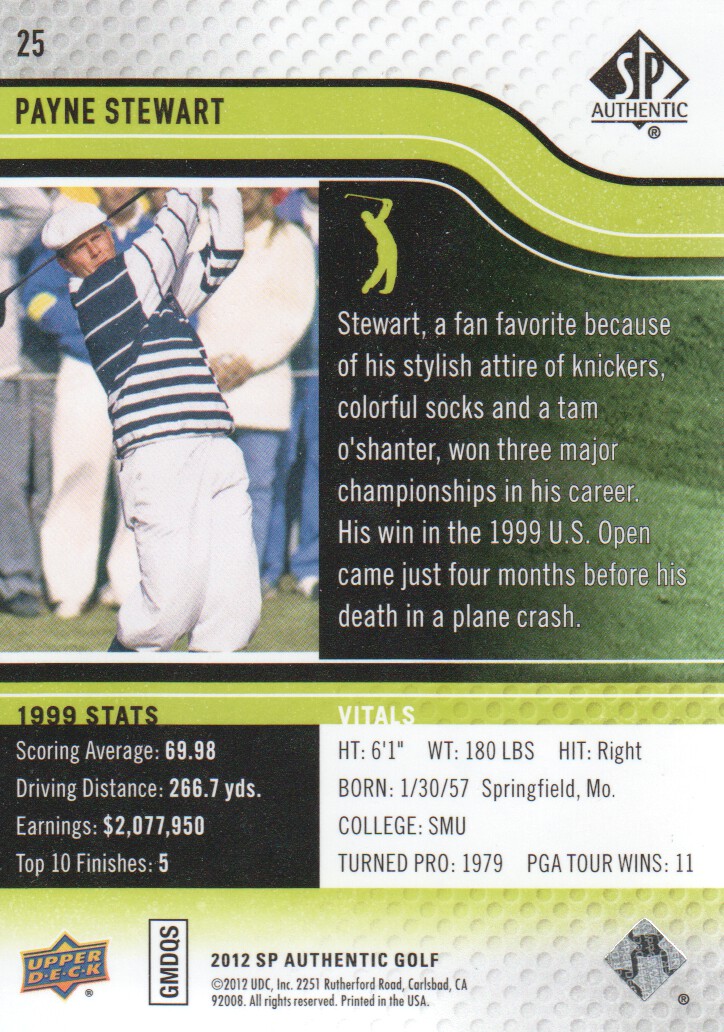 25
SP
AUTHENTIC
®
PAYNE STEWART
Stewart, a fan favorite because
of his stylish attire of knickers,
colorful socks and a tam
o'shanter, won three major
championships in his career.
His win in the 1999 U.S. Open
came just four months before his
death in a plane crash.
1999 STATS
Scoring Average: 69.98
Driving Distance: 266.7 yds.
Earnings: $2,077,950
Top 10 Finishes: 5
VITALS
HT: 6'1" WT: 180 LBS HIT: Right
BORN: 1/30/57 Springfield, Mo.
COLLEGE: SMU
TURNED PRO: 1979 PGA TOUR WINS: 11
UPPER
D·E·C·K
®
GMDQS
2012 SP AUTHENTIC GOLF
©2012 UDC, Inc. 2251 Rutherford Road, Carlsbad, CA
92008. All rights reserved. Printed in the USA.
®